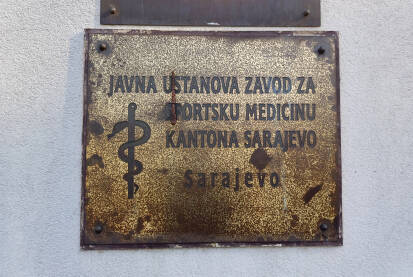 JAVNA USTANOVA ZAVOD ZA
SPORTSKU MEDICINU
KANTONA SARAJEVO
Sarajevo